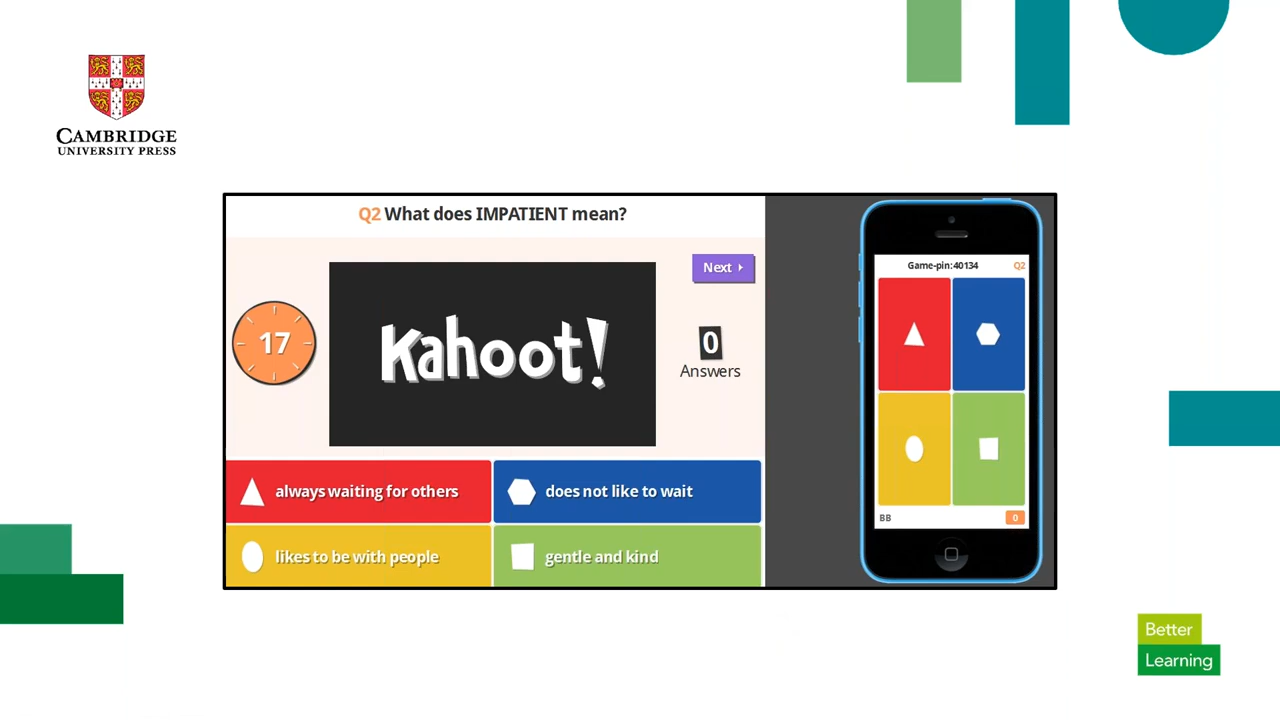 CAMBRIDGE
UNIVERSITY PRESS
Q2 What does IMPATIENT mean?
Next
17
Kahoot!
0
Answers
always waiting for others
does not like to wait
likes to be with people
gentle and kind
Game-pin:40134 Q2
BB 0
Better
Learning